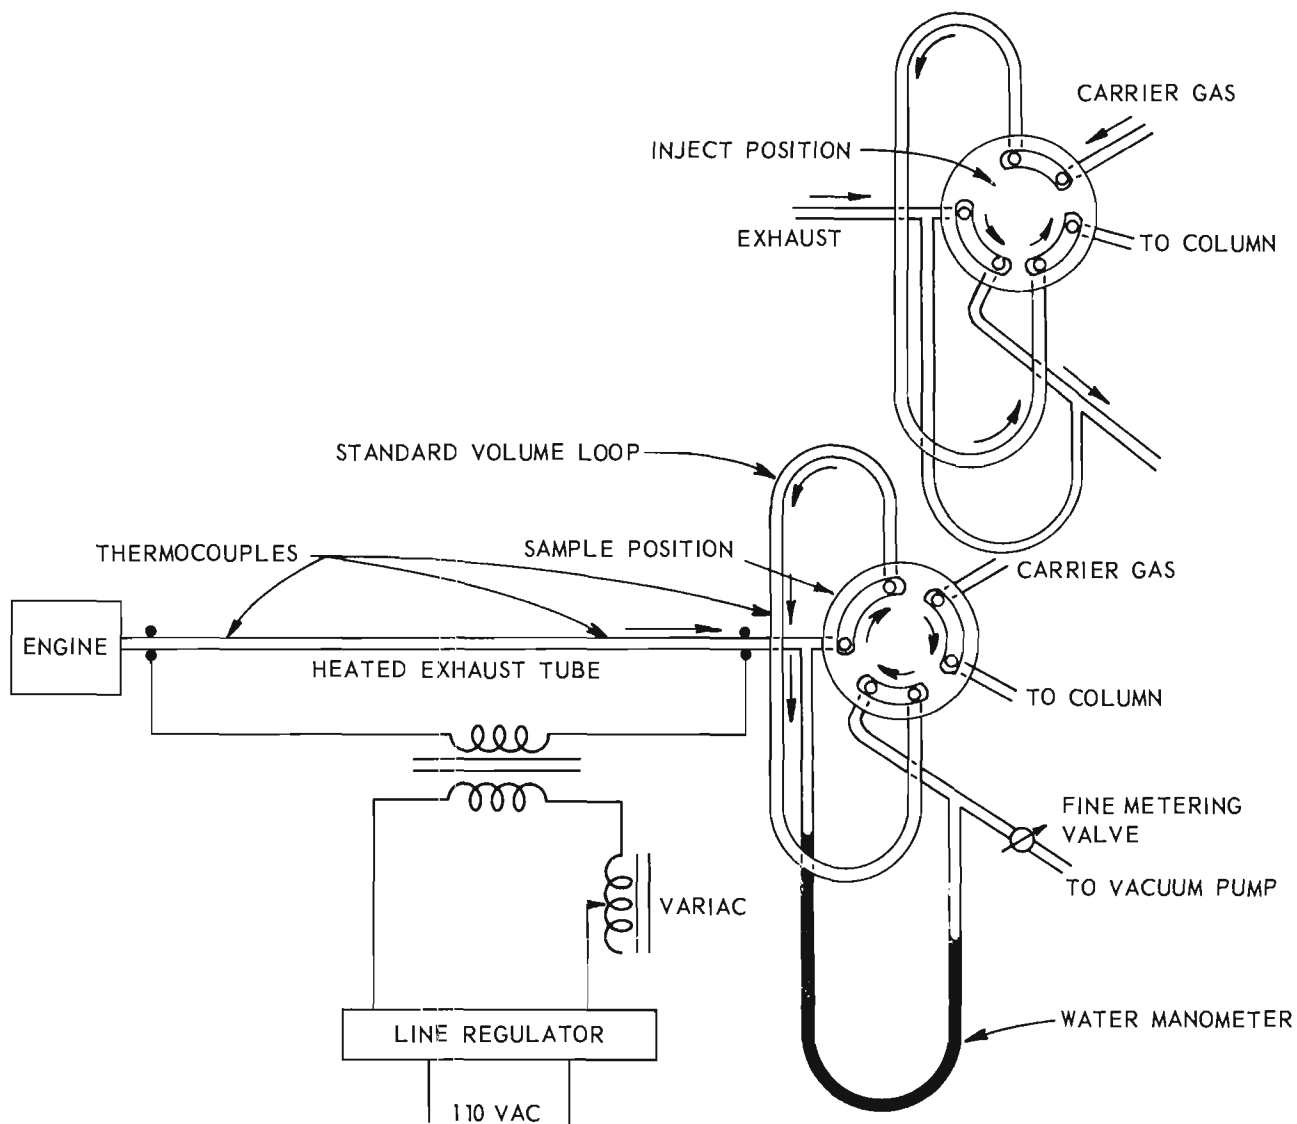 CARRIER GAS
INJECT POSITION
EXHAUST
TO COLUMN
STANDARD VOLUME LOOP
THERMOCOUPLES
SAMPLE POSITION
CARRIER GAS
ENGINE
HEATED EXHAUST TUBE
TO COLUMN
FINE METERING
VALVE
TO VACUUM PUMP
VARIAC
LINE REGULATOR
WATER MANOMETER
110 VAC